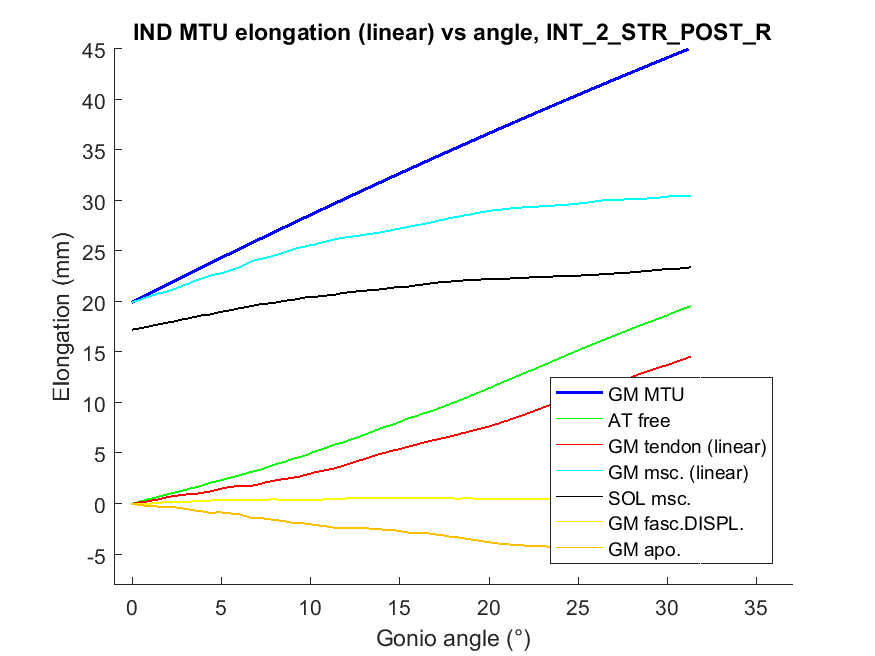 IND MTU elongation (linear) vs angle, INT_2_STR_POST_R
45
40
35
30
25
20
15
10
5
0
-5
Elongation (mm)
GM MTU
AT free
GM tendon (linear)
GM msc. (linear)
SOL msc.
GM fasc.DISPL.
GM apo.
0 5 10 15 20 25 30 35
Gonio angle (°)